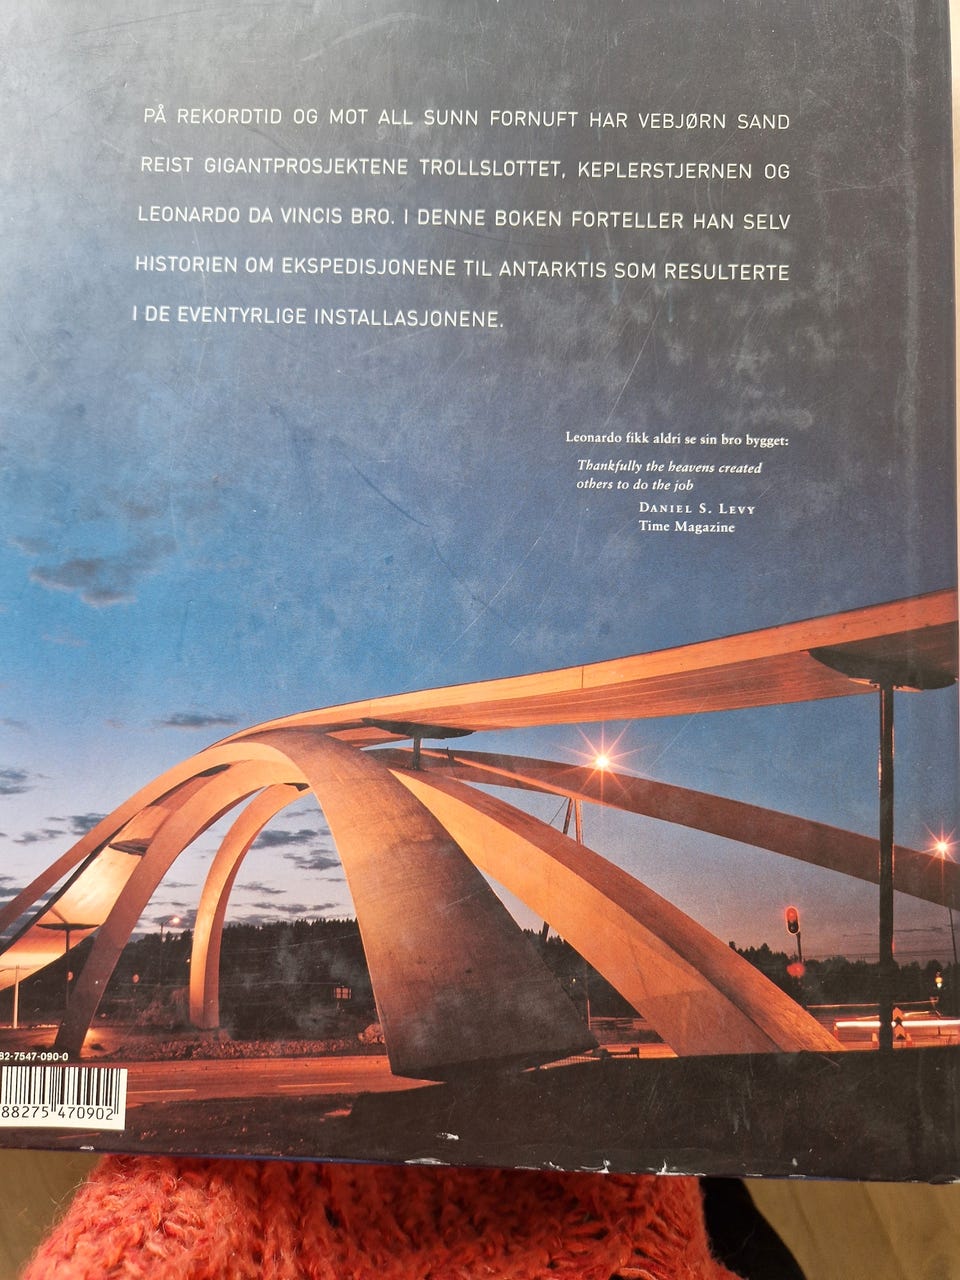 PÅ REKORDTID OG MOT ALL SUNN FORNUFT HAR VEBJØRN SAND
REIST GIGANTPROSJEKTENE TROLLSLOTTET, KEPLERSTJERNEN OG
LEONARDO DA VINCIS BRO. I DENNE BOKEN FORTELLER HAN SELV
HISTORIEN OM EKSPEDISJONENE TIL ANTARKTIS SOM RESULTERTE
I DE EVENTYRLIGE INSTALLASJONENE.
Leonardo fikk aldri se sin bro bygget:
Thankfully the heavens created
others to do the job
DANIEL S. LEVY
Time Magazine
82-7547-090-0
88275 470902